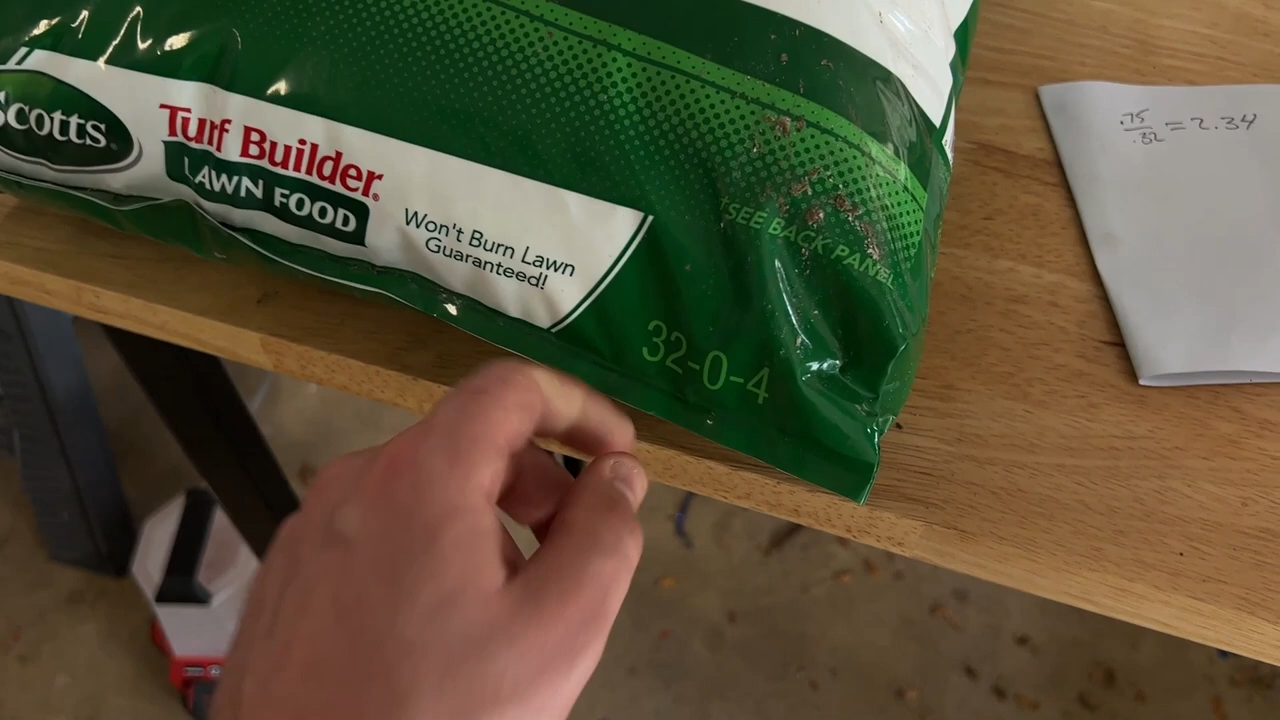 Scotts
Turf Builder®
LAWN FOOD
Won't Burn Lawn
Guaranteed!
*SEE BACK PANEL
32-0-4
.75
.32 = 2.34